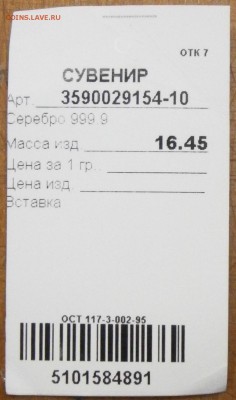 coins.lave.ru
ОТК 7
СУВЕНИР
Арт 3590029154-10
Серебро 999 9
Масса изд 16.45
Цена за 1 гр.
Цена изд
Вставка
ОСТ 117-3-002-95
5101584891